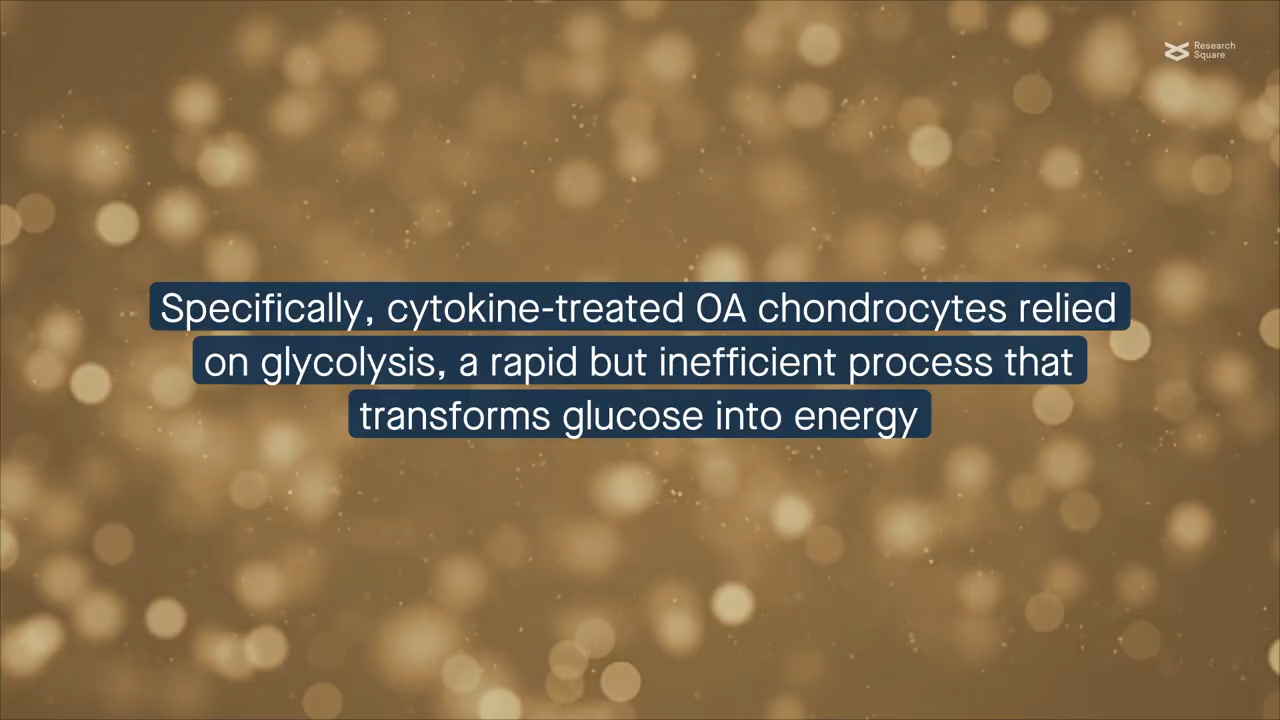 Research
Square
Specifically, cytokine-treated OA chondrocytes relied
on glycolysis, a rapid but inefficient process that
transforms glucose into energy